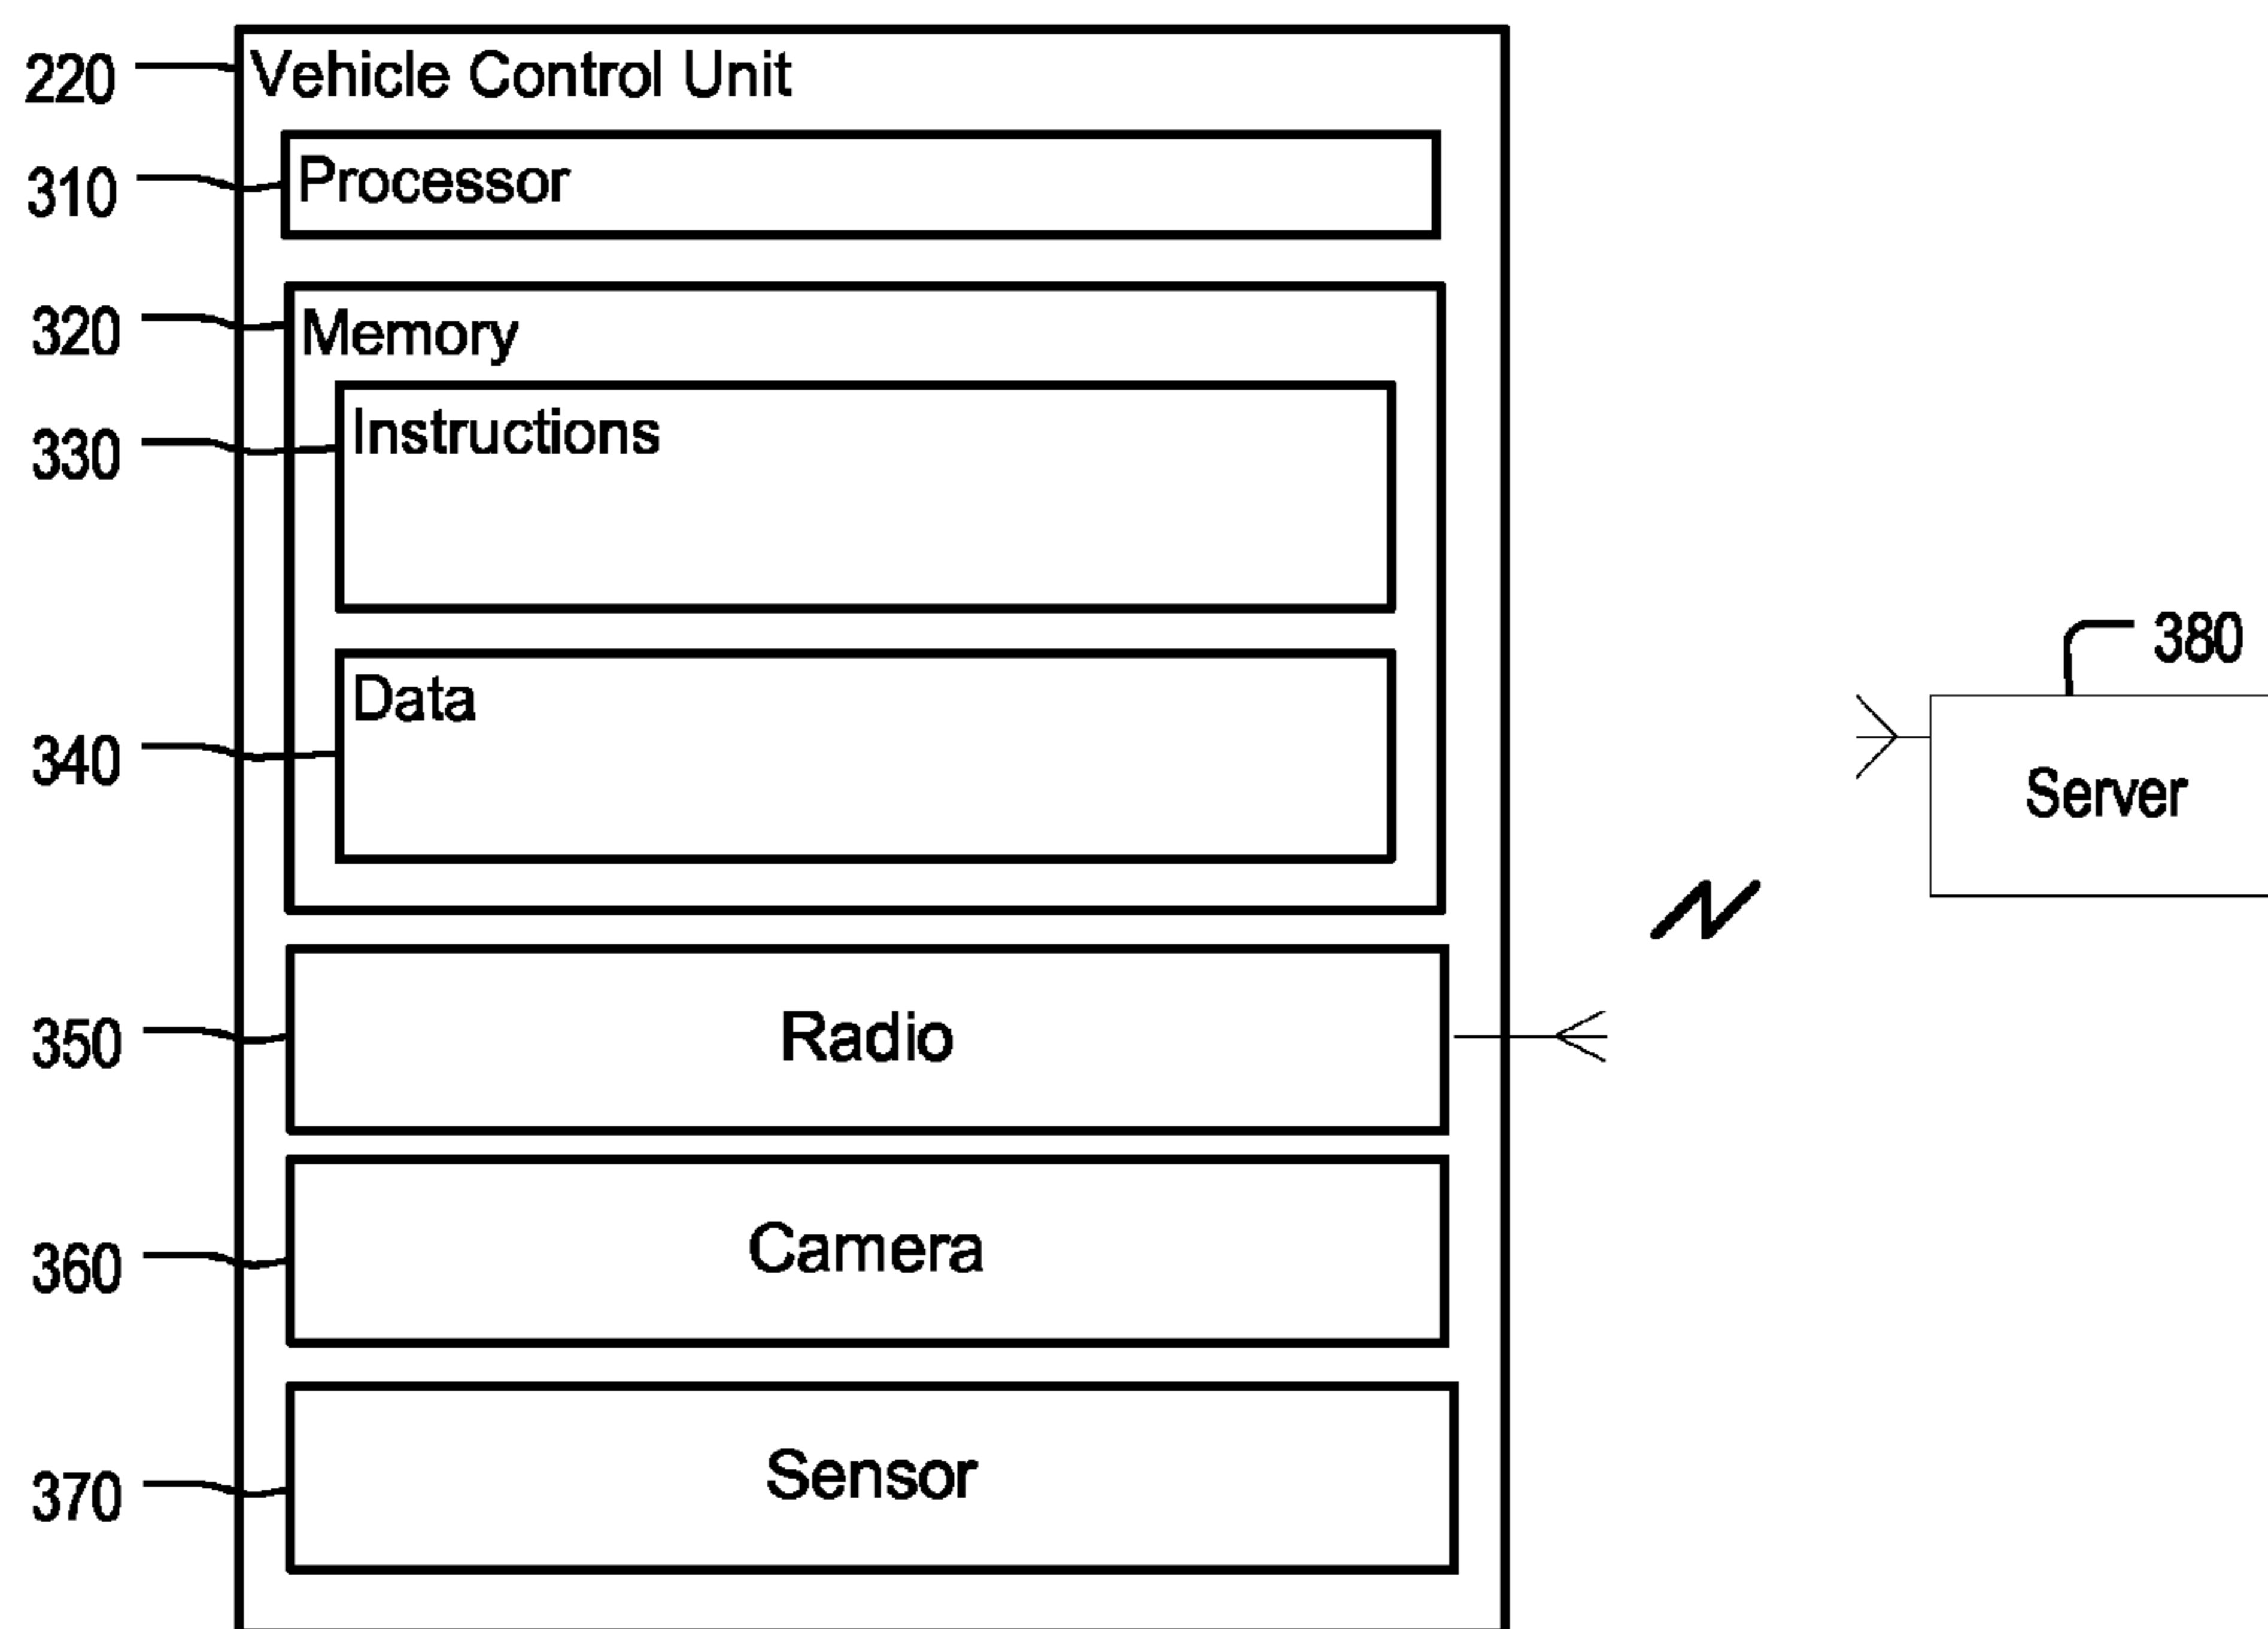 220 Vehicle Control Unit
310 Processor
320 Memory
330 Instructions
380
340 Data
Server
350 Radio
360 Camera
370 Sensor